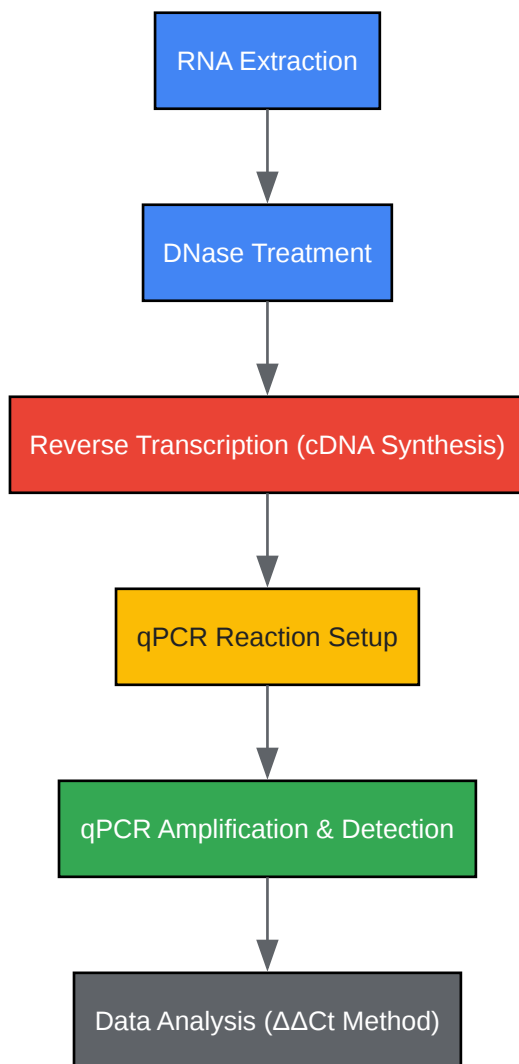 RNA Extraction
DNase Treatment
Reverse Transcription (cDNA Synthesis)
qPCR Reaction Setup
qPCR Amplification & Detection
Data Analysis (ΔΔCt Method)